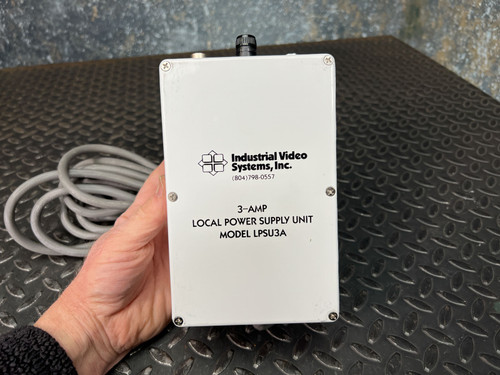 Industrial Video
Systems, Inc.
(804)798-0557
3-AMP
LOCAL POWER SUPPLY UNIT
MODEL LPSU3A